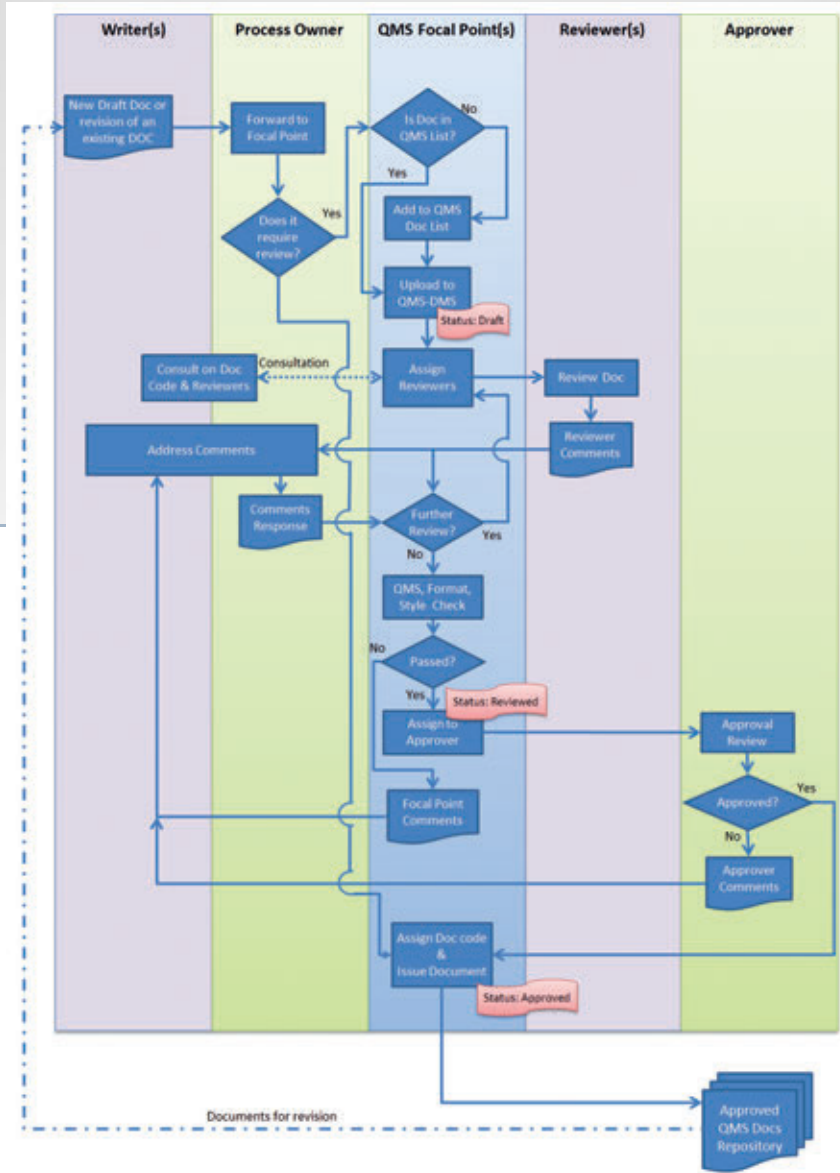 Writer(s)
Process Owner
QMS Focal Point(s)
Reviewer(s)
Approver
New Draft Doc or
revision of an
existing DOC
Forward to
Focal Point
Is Doc in
QMS List?
No
Yes
Does it
require
review?
Yes
Add to QMS
Doc List
Upload to
QMS-DMS
Status: Draft
Consult on Doc
Code & Reviewers
Consultation
Assign
Reviewers
Review Doc
Address Comments
Reviewer
Comments
Comments
Response
Further
Review?
Yes
No
QMS, Format,
Style Check
No
Passed?
Yes
Status: Reviewed
Assign to
Approver
Approval
Review
Focal Point
Comments
Approved?
Yes
No
Approver
Comments
Assign Doc code
&
Issue Document
Status: Approved
Documents for revision
Approved
QMS Docs
Repository